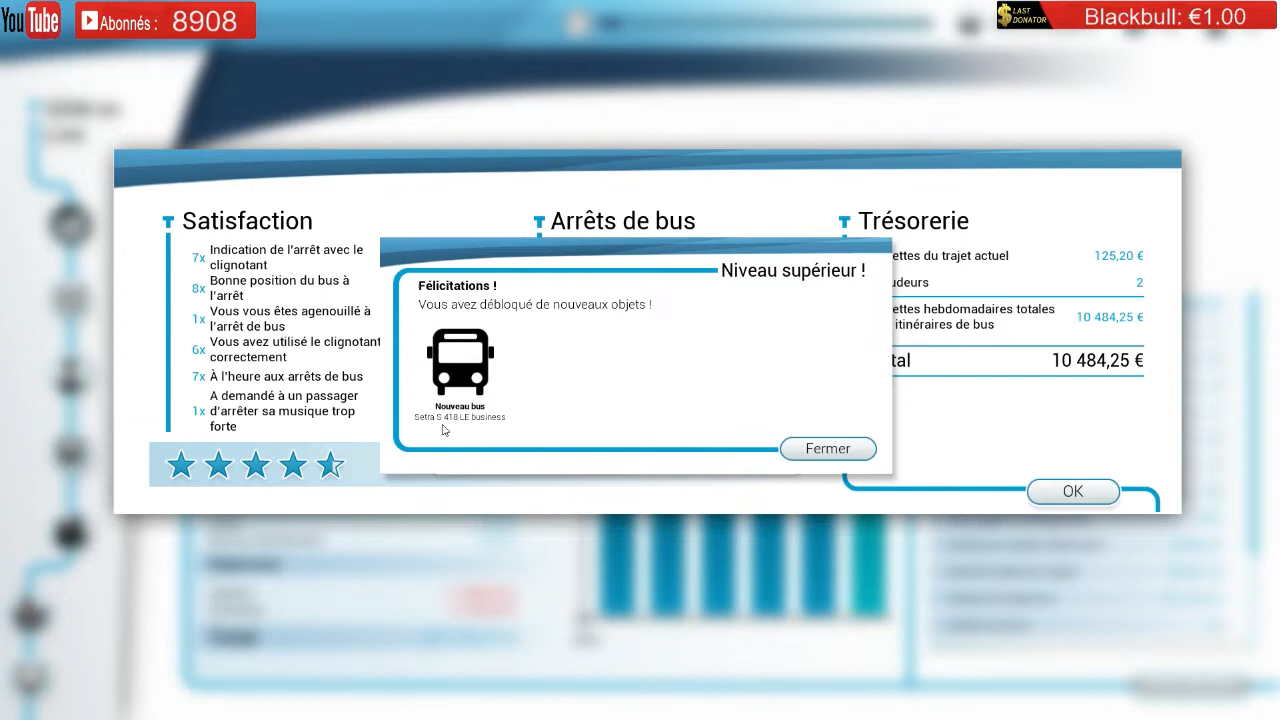 YouTube
Abonnés : 8908
LAST
DONATOR
Blackbull: €1.00
Satisfaction
7x Indication de l'arrêt avec le
clignotant
8x Bonne position du bus à
l'arrêt
1x Vous vous êtes agenouillé à
l'arrêt de bus
6x Vous avez utilisé le clignotant
correctement
7x À l'heure aux arrêts de bus
1x A demandé à un passager
d'arrêter sa musique trop
forte
Arrêts de bus
Niveau supérieur !
Félicitations !
Vous avez débloqué de nouveaux objets !
Nouveau bus
Setra S 418 LE business
Fermer
Trésorerie
ettes du trajet actuel 125,20 €
udeurs 2
ettes hebdomadaires totales
itinéraires de bus 10 484,25 €
tal 10 484,25 €
OK